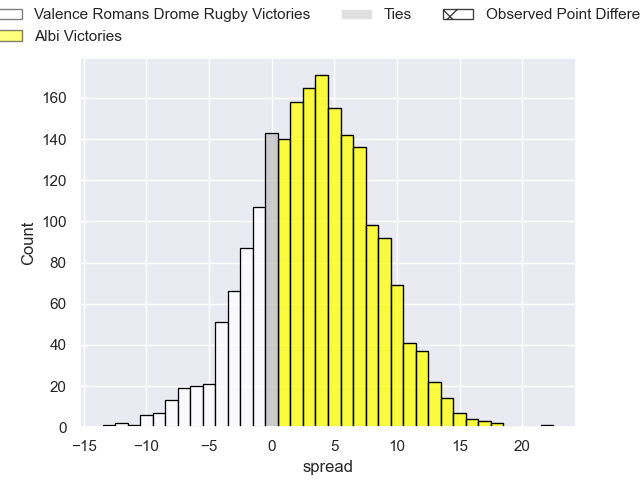 Valence Romans Drome Rugby Victories Ties Observed Point Differe
Albi Victories
160
140
120
100
80
60
40
20
0
Count
−15 −10 −5 0 5 10 15 20
spread